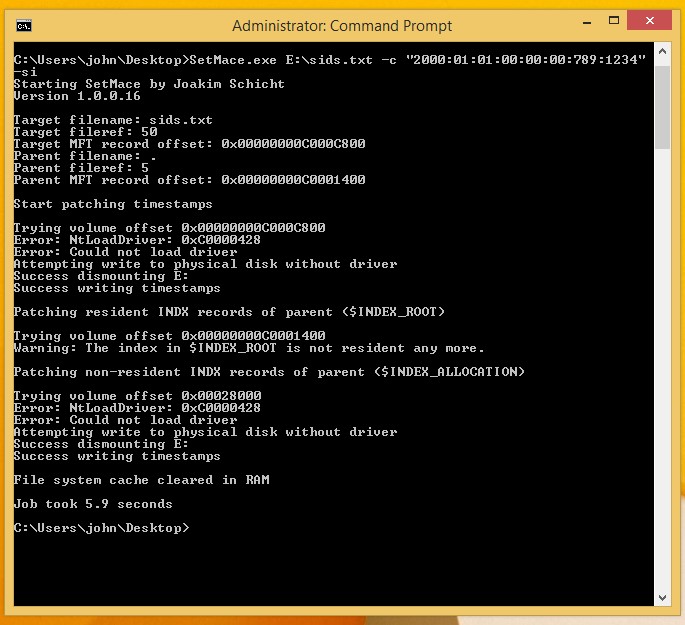 Administrator: Command Prompt
C:\Users\john\Desktop>SetMace.exe E:\sids.txt -c "2000:01:01:00:00:00:789:1234"
-si
Starting SetMace by Joakim Schicht
Version 1.0.0.16
Target filename: sids.txt
Target fileref: 50
Target MFT record offset: 0x00000000C000C800
Parent filename: .
Parent fileref: 5
Parent MFT record offset: 0x00000000C0001400
Start patching timestamps
Trying volume offset 0x00000000C000C800
Error: NtLoadDriver: 0xC0000428
Error: Could not load driver
Attempting write to physical disk without driver
Success dismounting E:
Success writing timestamps
Patching resident INDX records of parent ($INDEX_ROOT)
Trying volume offset 0x00000000C0001400
Warning: The index in $INDEX_ROOT is not resident any more.
Patching non-resident INDX records of parent ($INDEX_ALLOCATION)
Trying volume offset 0x00028000
Error: NtLoadDriver: 0xC0000428
Error: Could not load driver
Attempting write to physical disk without driver
Success dismounting E:
Success writing timestamps
File system cache cleared in RAM
Job took 5.9 seconds
C:\Users\john\Desktop>